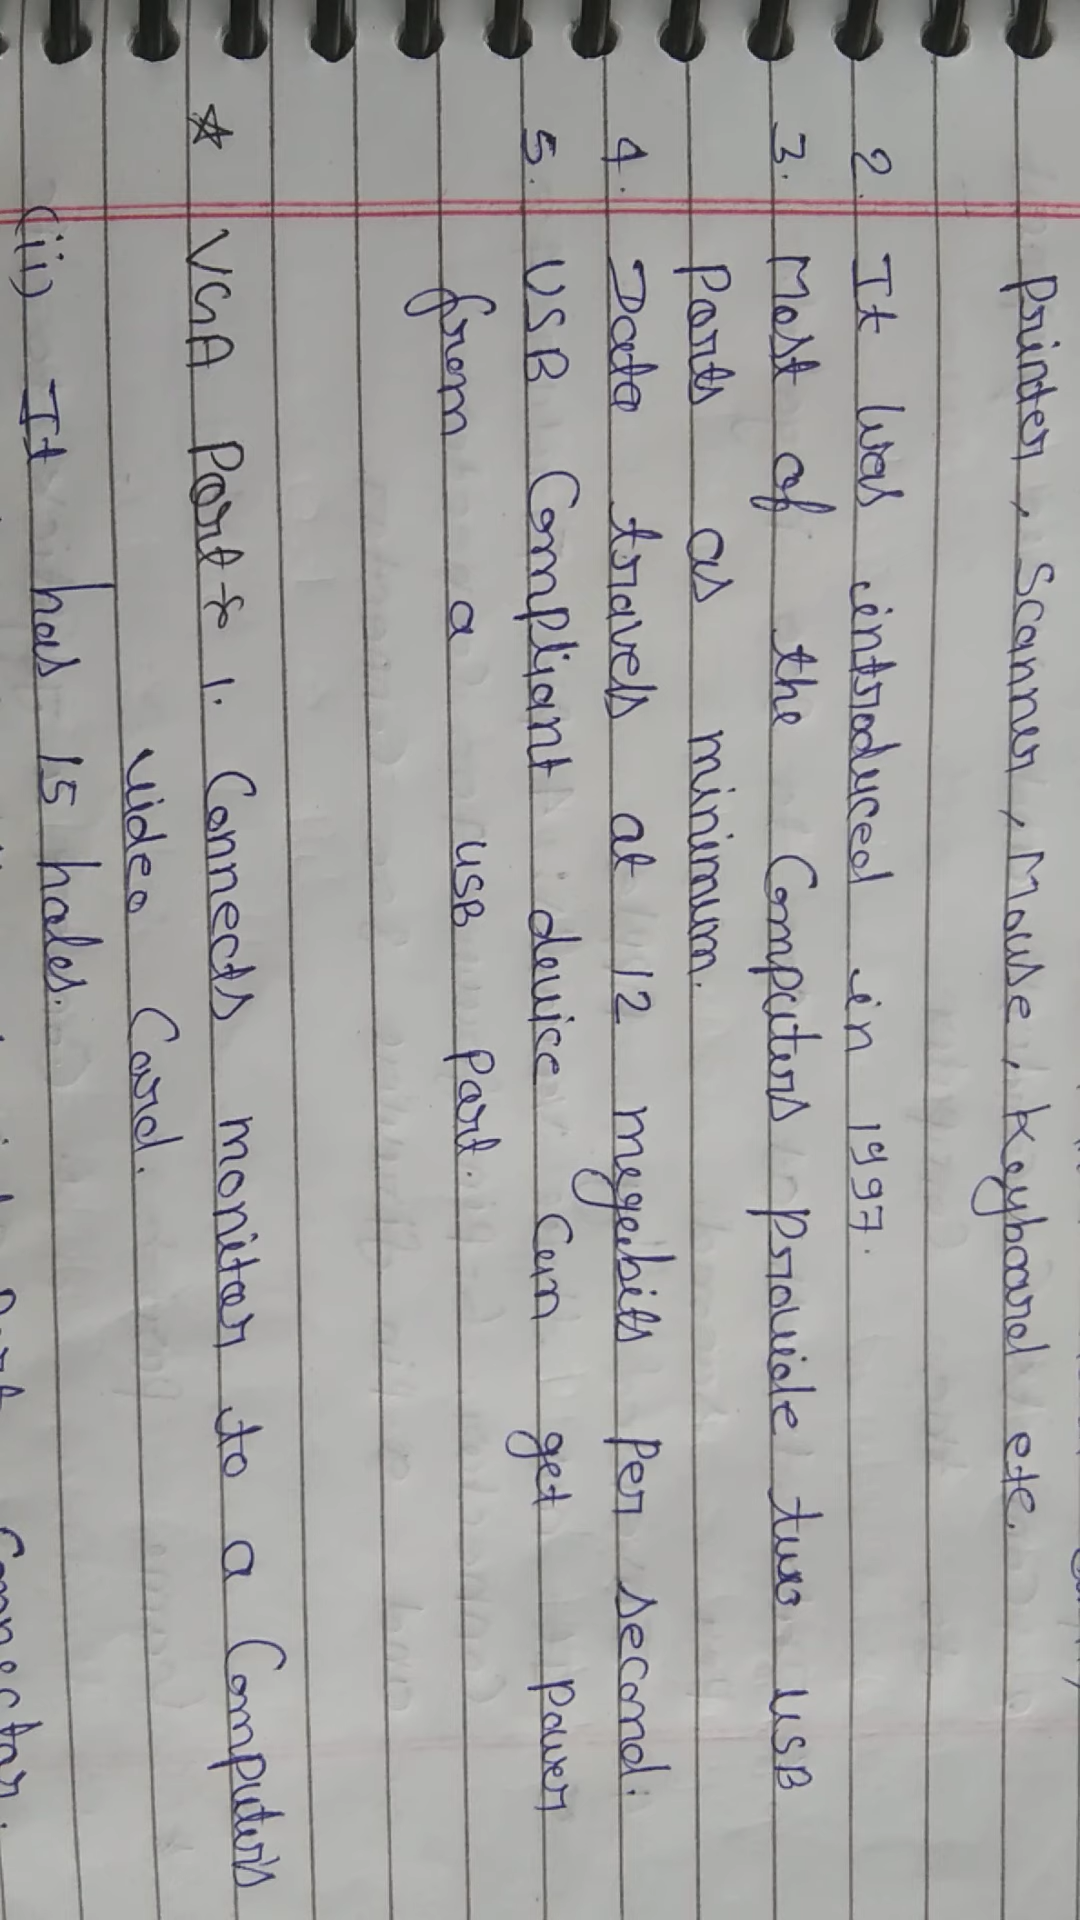 Printer, Scanner, Mouse, Keyboard etc.
2. It was introduced in 1997.
3. Most of the Computers Provide two USB
Ports as minimum.
4. Data travels at 12 megabits Per second.
5. USB Compliant device Can get Power
from a USB Port.
☆ VGA Port :- 1. Connects monitor to a Computer's
video Card.
(ii) It has 15 holes.
Connector.